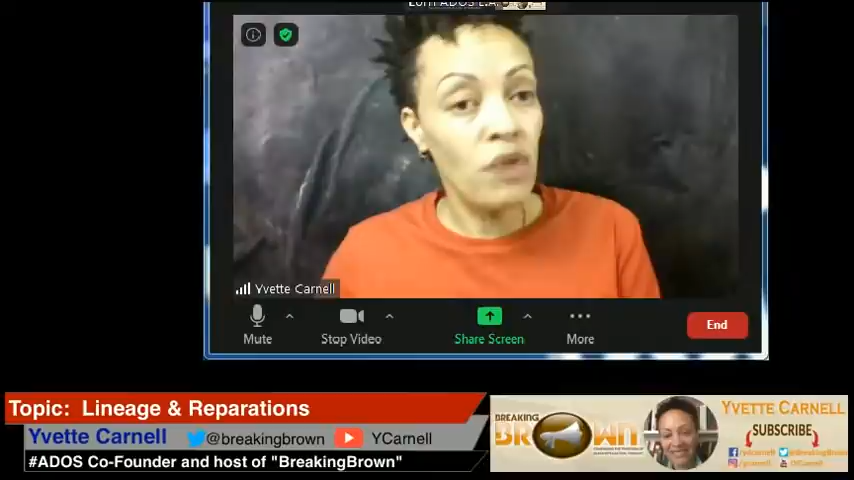 Yvette Carnell
Mute
Stop Video
Share Screen
More
End
Topic: Lineage & Reparations
Yvette Carnell
@breakingbrown
YCarnell
#ADOS Co-Founder and host of "BreakingBrown"
BREAKING
BROWN
YVETTE CARNELL
SUBSCRIBE